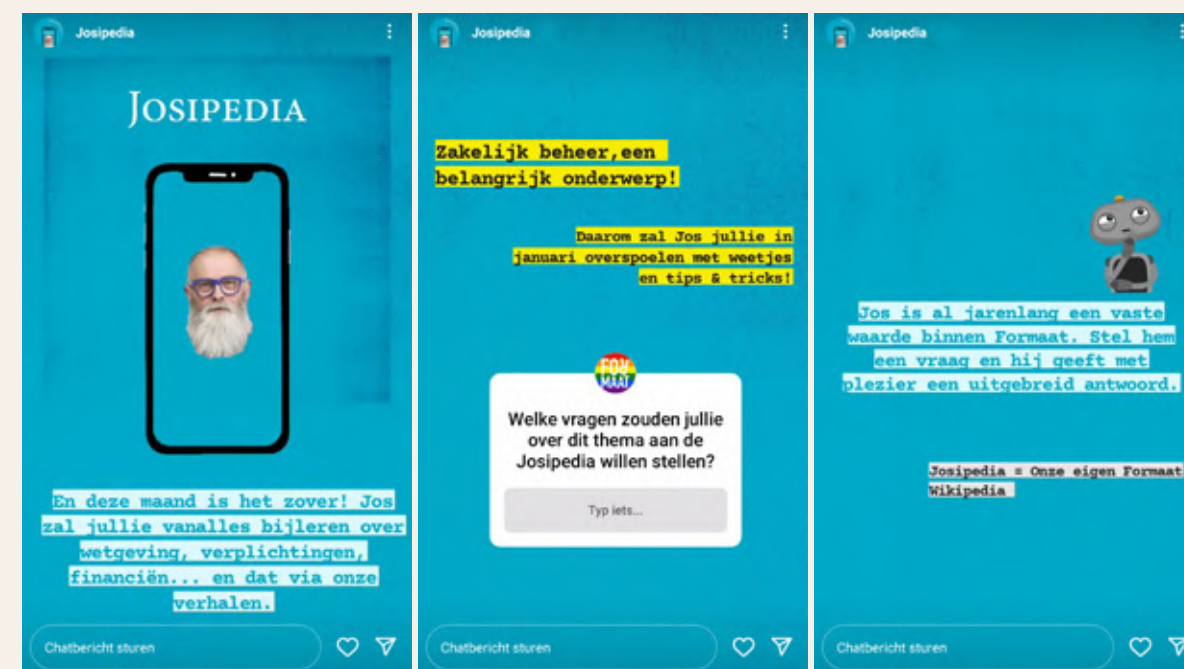 Josipedia
JOSIPEDIA
En deze maand is het zover! Jos
zal jullie vanalles bijleren over
wetgeving, verplichtingen,
financiën... en dat via onze
verhalen.
Chatbericht sturen
Josipedia
Zakelijk beheer,een
belangrijk onderwerp!
Daarom zal Jos jullie in
januari overspoelen met weetjes
en tips & tricks!
FOR
MAAT
Welke vragen zouden jullie
over dit thema aan de
Josipedia willen stellen?
Typ iets...
Chatbericht sturen
Josipedia
Jos is al jarenlang een vaste
waarde binnen Formaat. Stel hem
een vraag en hij geeft met
plezier een uitgebreid antwoord.
Josipedia = Onze eigen Formaat
Wikipedia
Chatbericht sturen